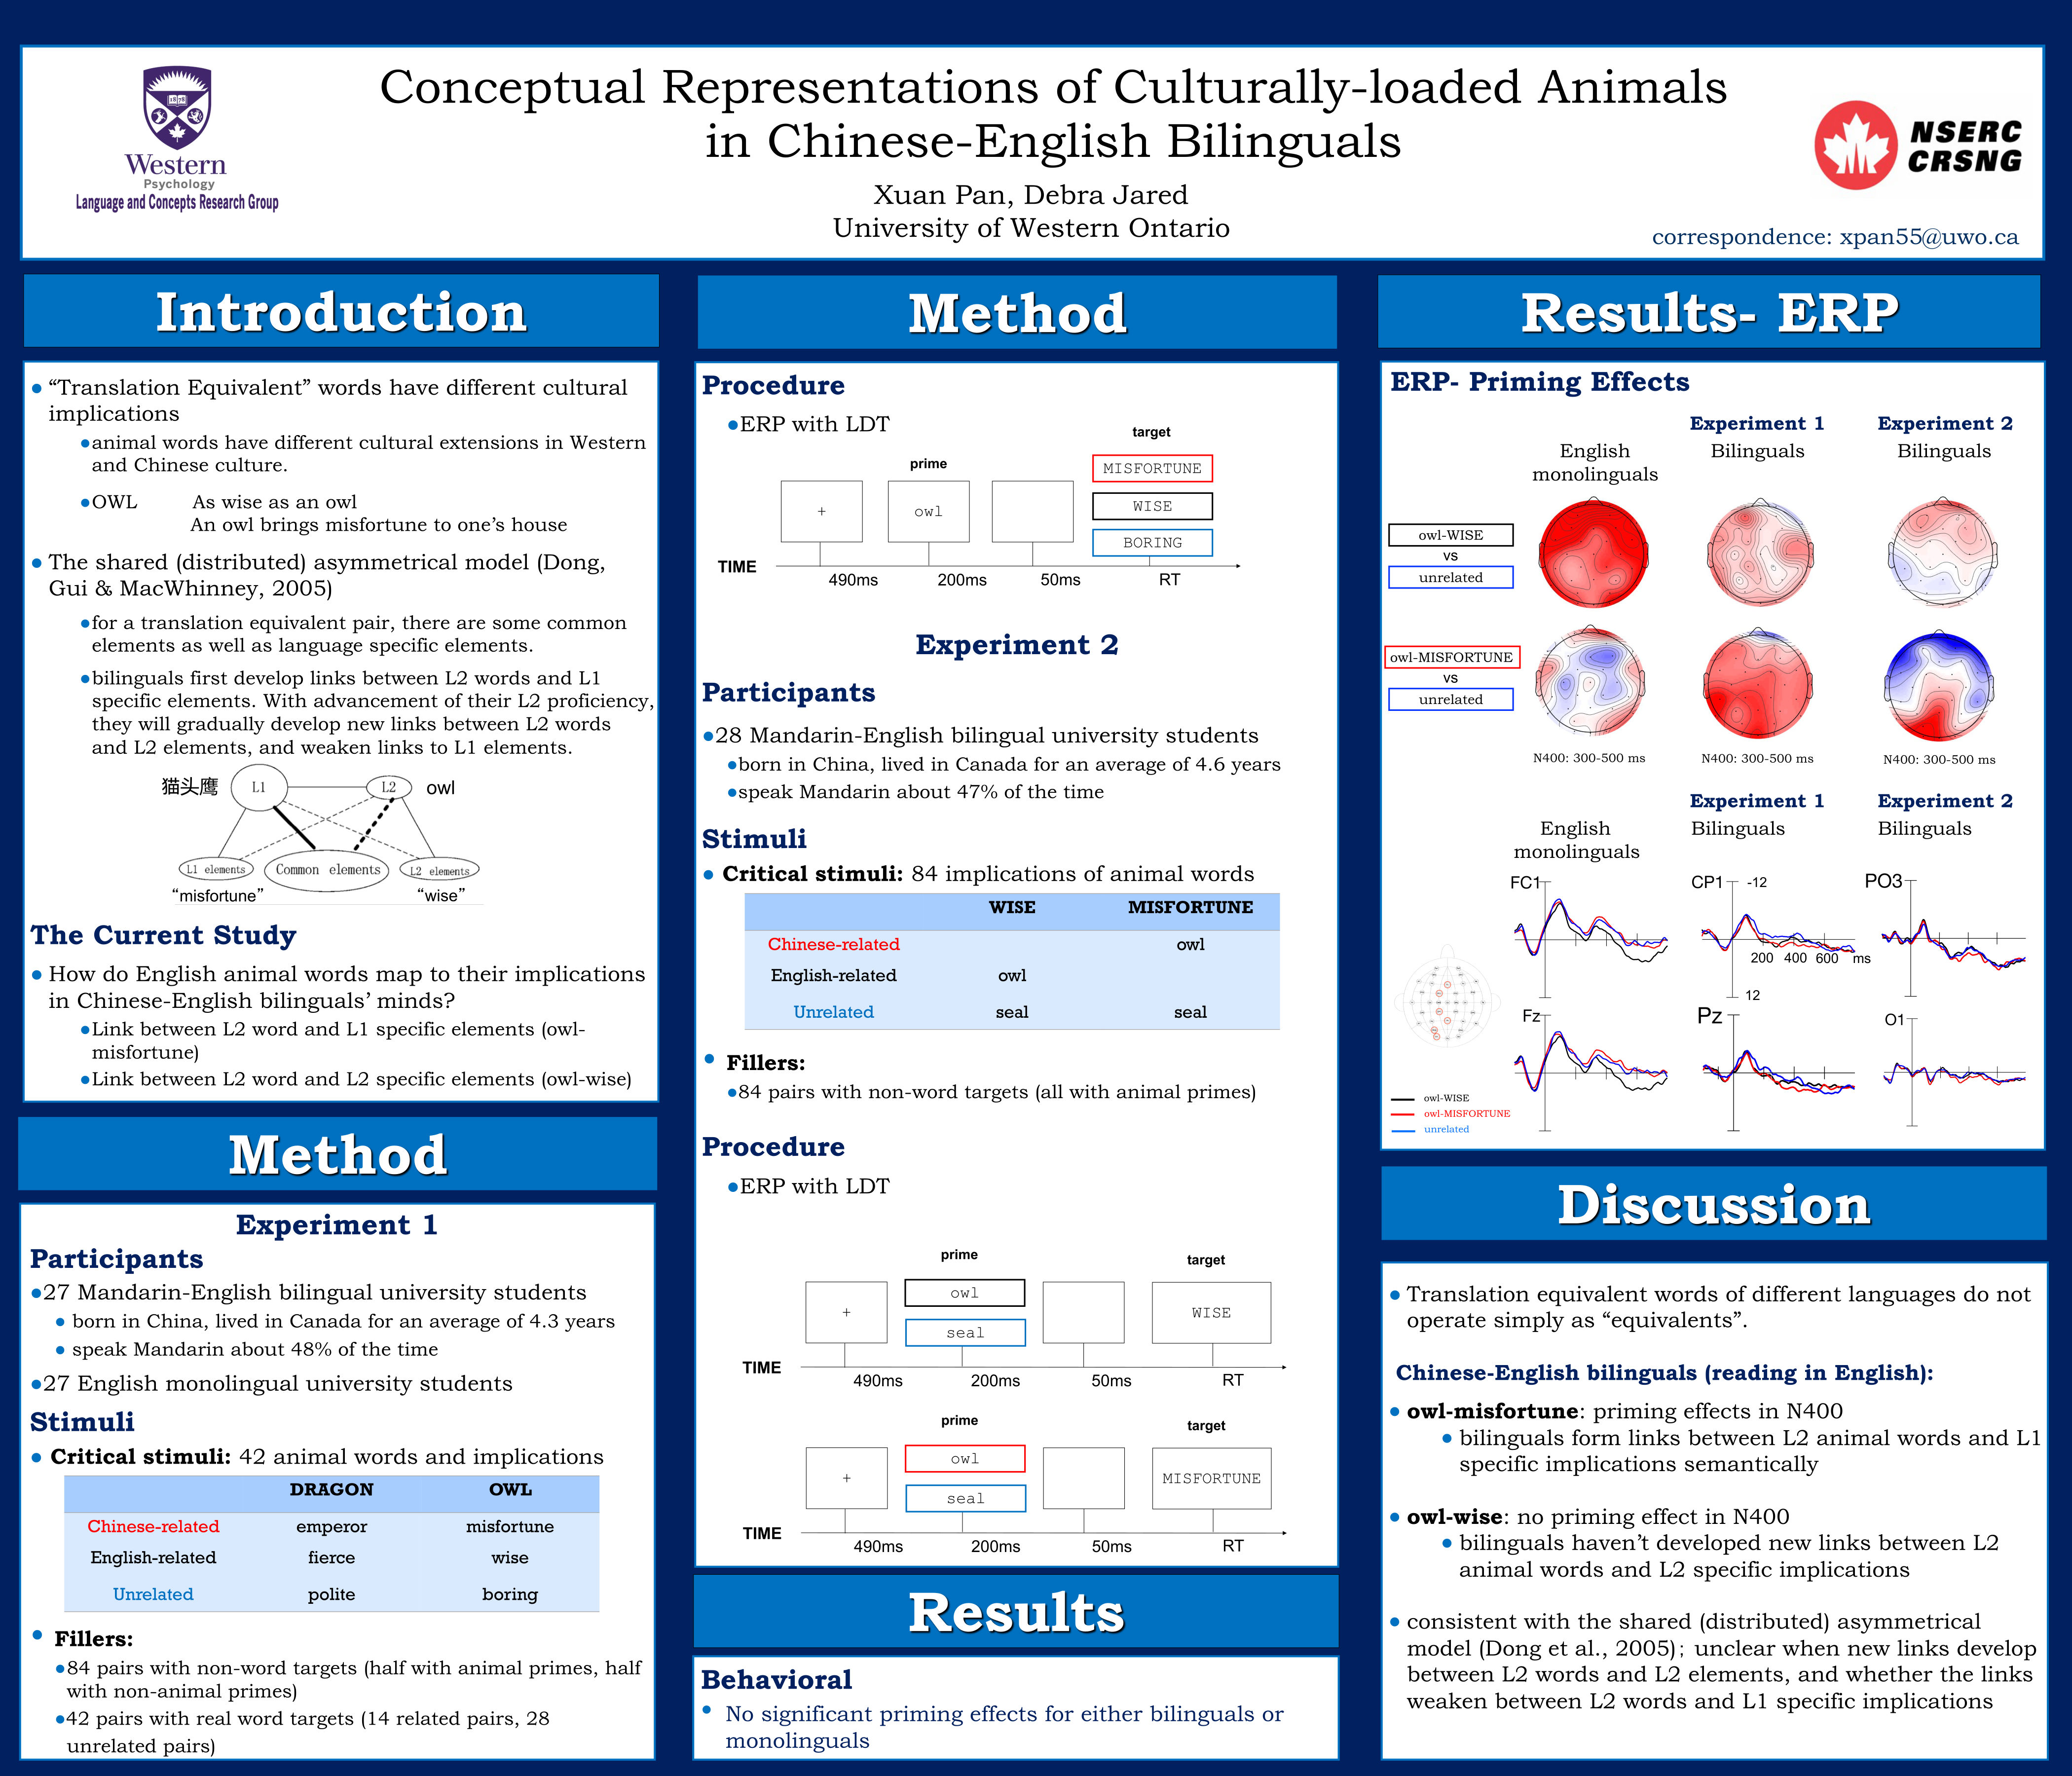 Conceptual Representations of Culturally-loaded Animals
in Chinese-English Bilinguals
Xuan Pan, Debra Jared
University of Western Ontario
correspondence: xpan55@uwo.ca
1878
Western
Psychology
Language and Concepts Research Group
NSERC
CRSNG
Introduction
● “Translation Equivalent” words have different cultural
implications
●animal words have different cultural extensions in Western
and Chinese culture.
●OWL As wise as an owl
An owl brings misfortune to one’s house
● The shared (distributed) asymmetrical model (Dong,
Gui & MacWhinney, 2005)
●for a translation equivalent pair, there are some common
elements as well as language specific elements.
●bilinguals first develop links between L2 words and L1
specific elements. With advancement of their L2 proficiency,
they will gradually develop new links between L2 words
and L2 elements, and weaken links to L1 elements.
猫头鹰 L1 L2 owl
L1 elements Common elements L2 elements
“misfortune” “wise”
The Current Study
● How do English animal words map to their implications
in Chinese-English bilinguals’ minds?
●Link between L2 word and L1 specific elements (owl-
misfortune)
●Link between L2 word and L2 specific elements (owl-wise)
Method
Experiment 1
Participants
●27 Mandarin-English bilingual university students
● born in China, lived in Canada for an average of 4.3 years
● speak Mandarin about 48% of the time
●27 English monolingual university students
Stimuli
● Critical stimuli: 42 animal words and implications
DRAGON OWL
Chinese-related emperor misfortune
English-related fierce wise
Unrelated polite boring
● Fillers:
●84 pairs with non-word targets (half with animal primes, half
with non-animal primes)
●42 pairs with real word targets (14 related pairs, 28
unrelated pairs)
Method
Procedure
●ERP with LDT
target
prime
MISFORTUNE
+ owl WISE
BORING
TIME
490ms 200ms 50ms RT
Experiment 2
Participants
●28 Mandarin-English bilingual university students
●born in China, lived in Canada for an average of 4.6 years
●speak Mandarin about 47% of the time
Stimuli
● Critical stimuli: 84 implications of animal words
WISE MISFORTUNE
Chinese-related owl
English-related owl
Unrelated seal seal
● Fillers:
●84 pairs with non-word targets (all with animal primes)
Procedure
●ERP with LDT
prime target
owl
+ WISE
seal
TIME
490ms 200ms 50ms RT
prime target
owl
+ MISFORTUNE
seal
TIME
490ms 200ms 50ms RT
Results
Behavioral
● No significant priming effects for either bilinguals or
monolinguals
Results- ERP
ERP- Priming Effects
Experiment 1 Experiment 2
English Bilinguals Bilinguals
monolinguals
owl-WISE
vs
unrelated
owl-MISFORTUNE
vs
unrelated
N400: 300-500 ms N400: 300-500 ms N400: 300-500 ms
Experiment 1 Experiment 2
English Bilinguals Bilinguals
monolinguals
FC1 CP1 -12 PO3
200 400 600 ms
12
Fz Pz O1
owl-WISE
owl-MISFORTUNE
unrelated
Discussion
● Translation equivalent words of different languages do not
operate simply as “equivalents”.
Chinese-English bilinguals (reading in English):
● owl-misfortune: priming effects in N400
● bilinguals form links between L2 animal words and L1
specific implications semantically
● owl-wise: no priming effect in N400
● bilinguals haven’t developed new links between L2
animal words and L2 specific implications
● consistent with the shared (distributed) asymmetrical
model (Dong et al., 2005); unclear when new links develop
between L2 words and L2 elements, and whether the links
weaken between L2 words and L1 specific implications